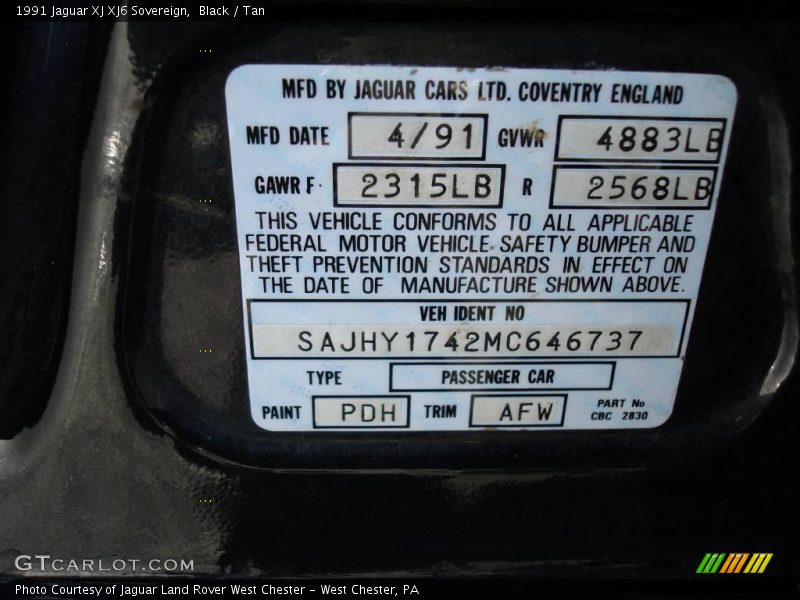 1991 Jaguar XJ XJ6 Sovereign, Black / Tan
MFD BY JAGUAR CARS LTD. COVENTRY ENGLAND
MFD DATE 4/91 GVWR 4883LB
GAWR F. 2315LB R 2568LB
THIS VEHICLE CONFORMS TO ALL APPLICABLE
FEDERAL MOTOR VEHICLE SAFETY BUMPER AND
THEFT PREVENTION STANDARDS IN EFFECT ON
THE DATE OF MANUFACTURE SHOWN ABOVE.
VEH IDENT NO
SAJHY1742MC646737
TYPE PASSENGER CAR
PAINT PDH TRIM AFW PART No
CBC 2830
GTCARLOT.COM
Photo Courtesy of Jaguar Land Rover West Chester - West Chester, PA